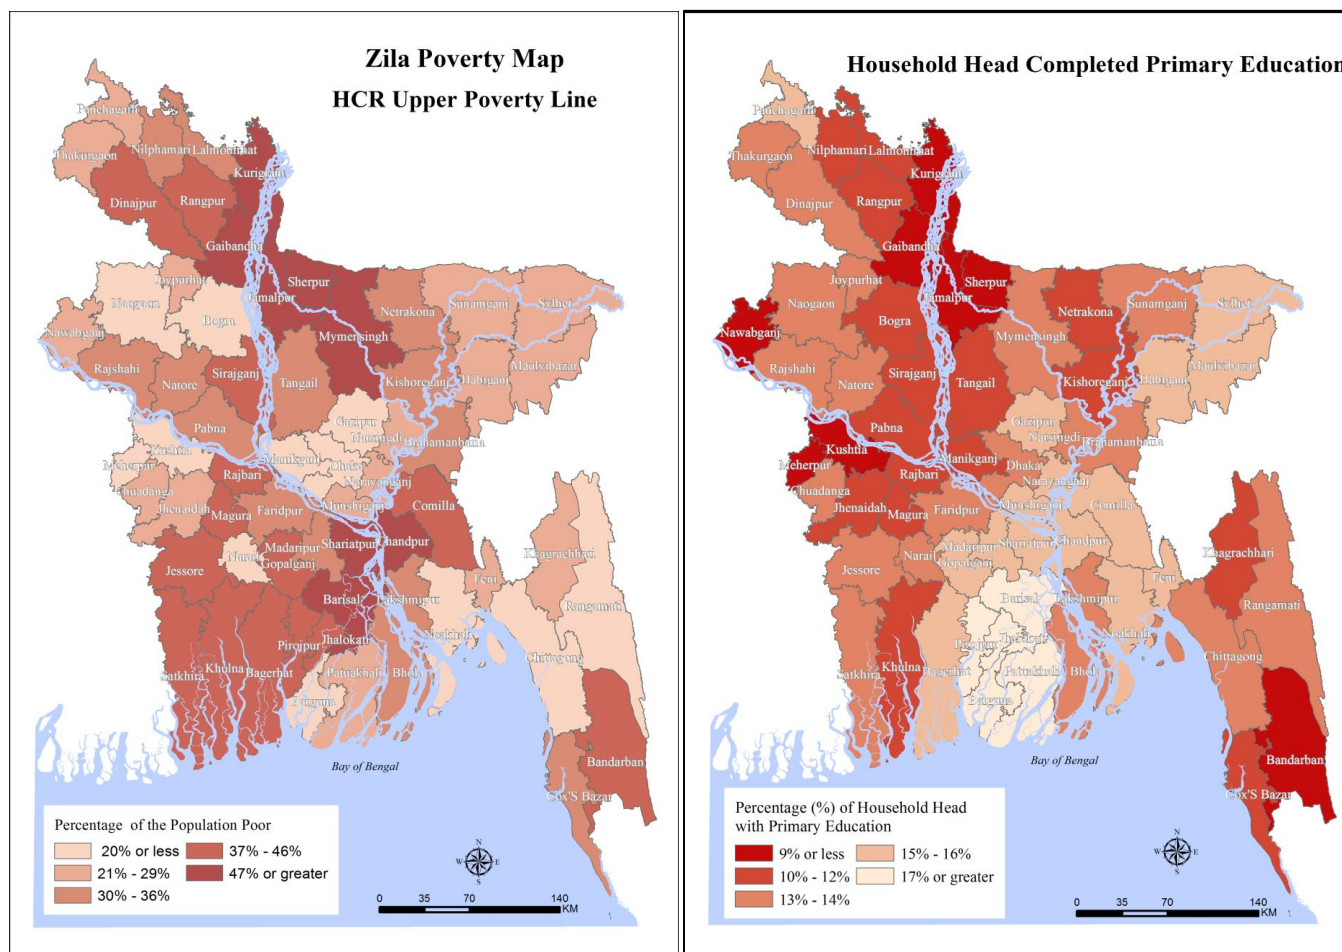 Zila Poverty Map
HCR Upper Poverty Line
Panchagarh
Thakurgaon
Nilphamari
Lalmonirhat
Kurigram
Dinajpur
Rangpur
Gaibandha
Joypurhat
Naogaon
Bogra
Jamalpur
Sherpur
Mymensingh
Netrakona
Sunamganj
Sylhet
Nawabganj
Rajshahi
Natore
Sirajganj
Tangail
Kishoreganj
Habiganj
Maulvibazar
Pabna
Gazipur
Narsingdi
Brahamanbaria
Kushtia
Meherpur
Manikganj
Dhaka
Narayanganj
Rajbari
Chuadanga
Jhenaidah
Magura
Faridpur
Munshiganj
Comilla
Shariatpur
Chandpur
Madaripur
Narail
Gopalganj
Jessore
Khagrachhari
Feni
Rangamati
Barisal
Lakshmipur
Noakhali
Pirojpur
Jhalokati
Chittagong
Satkhira
Khulna
Bagerhat
Patuakhali
Bhola
Barguna
Bandarban
Cox'S Bazar
Bay of Bengal
Percentage of the Population Poor
20% or less
21% - 29%
30% - 36%
37% - 46%
47% or greater
N
W
E
S
0 35 70 140
KM
Household Head Completed Primary Education
Panchagarh
Thakurgaon
Nilphamari
Lalmonirhat
Kurigram
Dinajpur
Rangpur
Gaibandha
Joypurhat
Naogaon
Bogra
Jamalpur
Sherpur
Mymensingh
Netrakona
Sunamganj
Sylhet
Nawabganj
Rajshahi
Natore
Sirajganj
Tangail
Kishoreganj
Habiganj
Maulvibazar
Pabna
Gazipur
Narsingdi
Brahamanbaria
Kushtia
Meherpur
Manikganj
Dhaka
Narayanganj
Rajbari
Chuadanga
Jhenaidah
Magura
Faridpur
Munshiganj
Comilla
Shariatpur
Chandpur
Madaripur
Narail
Gopalganj
Jessore
Khagrachhari
Feni
Rangamati
Barisal
Lakshmipur
Noakhali
Pirojpur
Jhalokati
Chittagong
Satkhira
Khulna
Bagerhat
Patuakhali
Bhola
Barguna
Bandarban
Cox'S Bazar
Bay of Bengal
Percentage (%) of Household Head
with Primary Education
9% or less
10% - 12%
13% - 14%
15% - 16%
17% or greater
N
W
E
S
0 35 70 140
KM